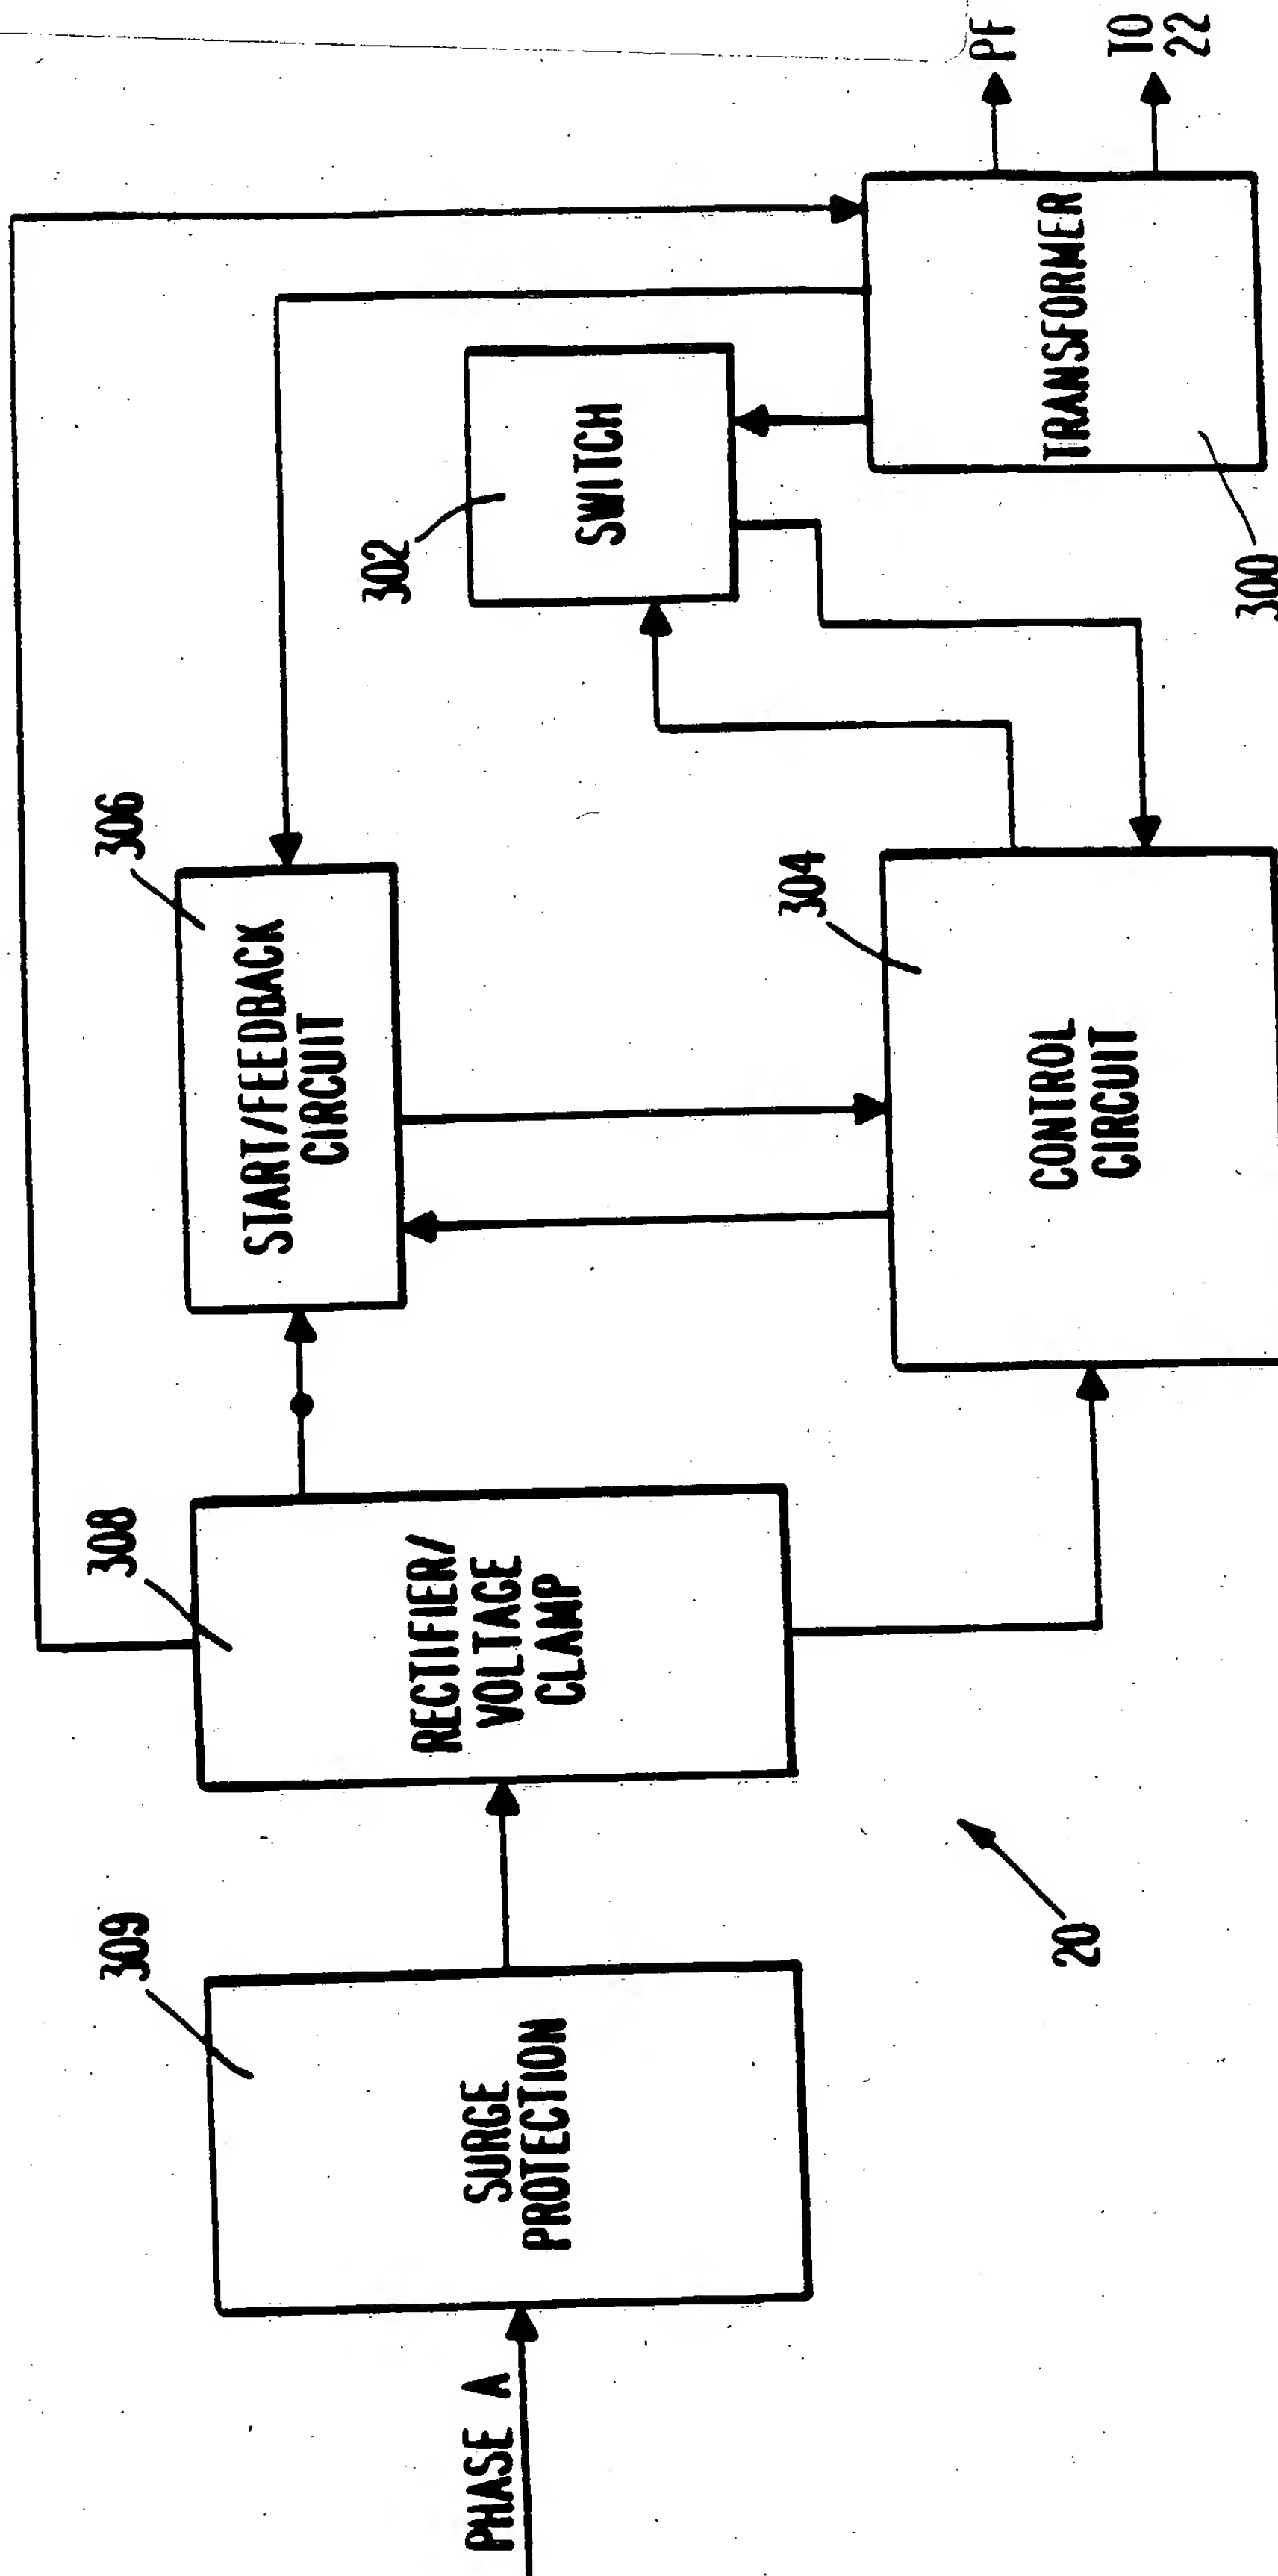 PHASE A
309
SURGE
PROTECTION
308
RECTIFIER/
VOLTAGE
CLAMP
306
START/FEEDBACK
CIRCUIT
304
CONTROL
CIRCUIT
302
SWITCH
TRANSFORMER
300
PF
TO
22
20